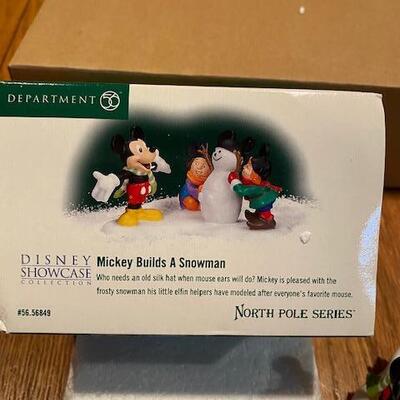 DEPARTMENT 56
Mickey Builds A Snowman
Who needs an old silk hat when mouse ears will do? Mickey is pleased with the
frosty snowman his little elfin helpers have modeled after everyone's favorite mouse.
DISNEY
SHOWCASE
COLLECTION
#56.56849
NORTH POLE SERIES™